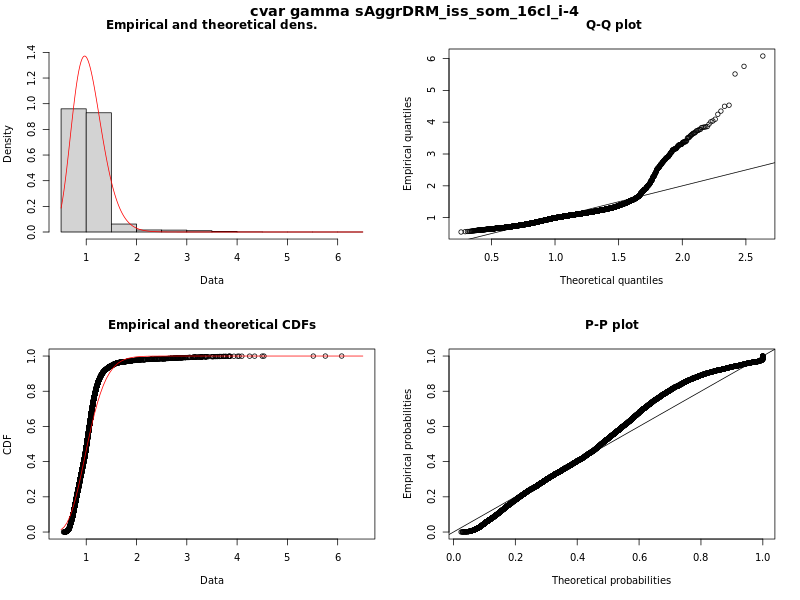 cvar gamma sAggrDRM_iss_som_16cl_i-4
Empirical and theoretical dens.
Density
0.0 0.2 0.4 0.6 0.8 1.0 1.2 1.4
1 2 3 4 5 6
Data
Q-Q plot
Empirical quantiles
1 2 3 4 5 6
0.5 1.0 1.5 2.0 2.5
Theoretical quantiles
Empirical and theoretical CDFs
CDF
0.0 0.2 0.4 0.6 0.8 1.0
1 2 3 4 5 6
Data
P-P plot
Empirical probabilities
0.0 0.2 0.4 0.6 0.8 1.0
0.0 0.2 0.4 0.6 0.8 1.0
Theoretical probabilities